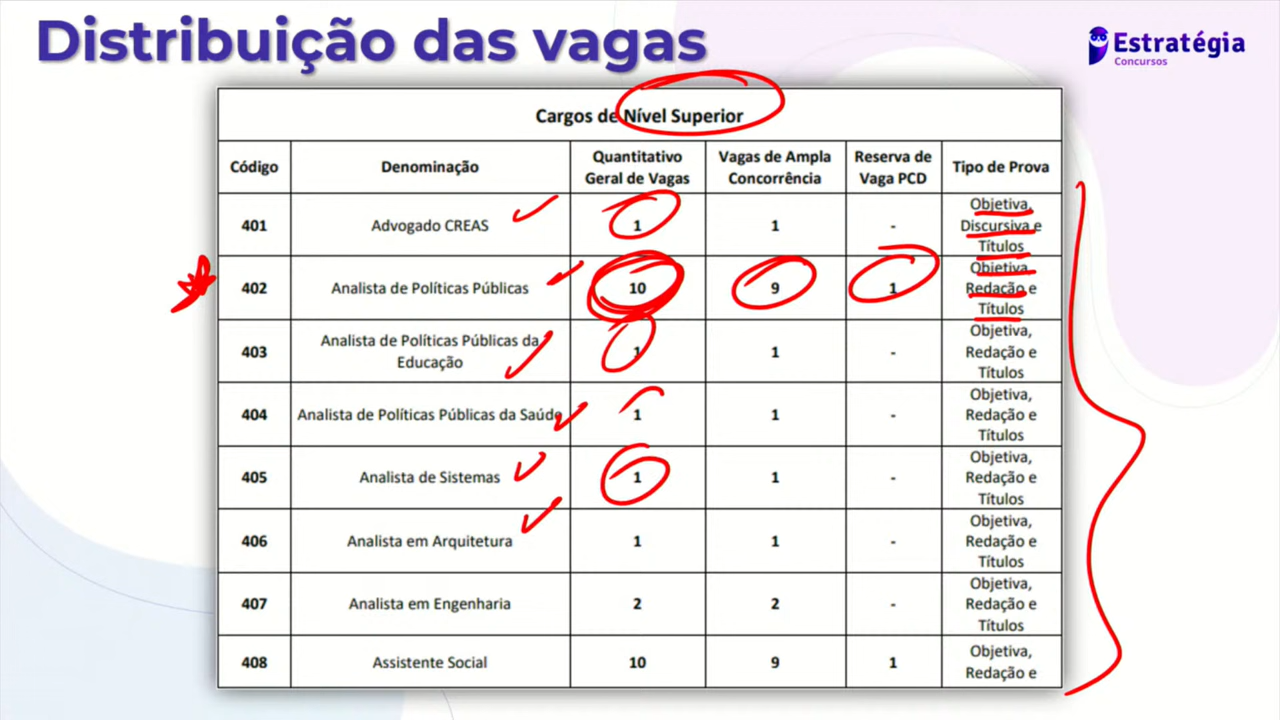 Distribuição das vagas
Estratégia
Concursos
Cargos de Nível Superior
Código Denominação Quantitativo Geral de Vagas Vagas de Ampla Concorrência Reserva de Vaga PCD Tipo de Prova
401 Advogado CREAS 1 1 - Objetiva, Discursiva e Títulos
402 Analista de Políticas Públicas 10 9 1 Objetiva, Redação e Títulos
403 Analista de Políticas Públicas da Educação 1 1 - Objetiva, Redação e Títulos
404 Analista de Políticas Públicas da Saúde 1 1 - Objetiva, Redação e Títulos
405 Analista de Sistemas 1 1 - Objetiva, Redação e Títulos
406 Analista em Arquitetura 1 1 - Objetiva, Redação e Títulos
407 Analista em Engenharia 2 2 - Objetiva, Redação e Títulos
408 Assistente Social 10 9 1 Objetiva, Redação e